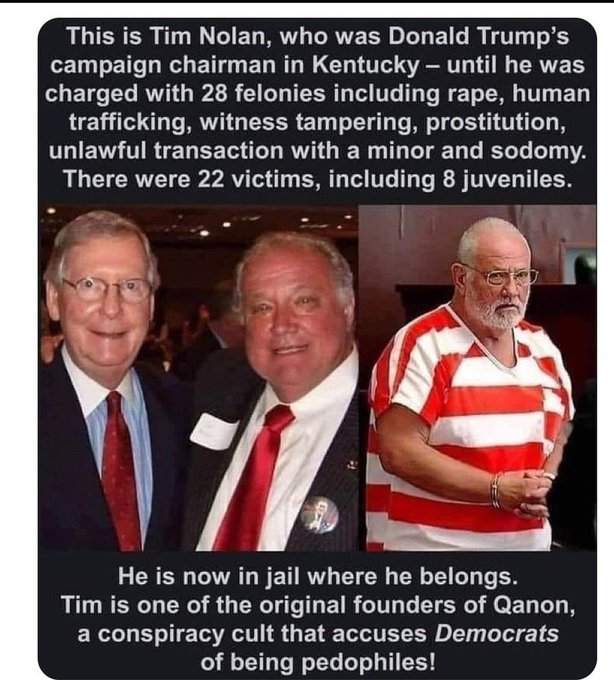 This is Tim Nolan, who was Donald Trump’s
campaign chairman in Kentucky – until he was
charged with 28 felonies including rape, human
trafficking, witness tampering, prostitution,
unlawful transaction with a minor and sodomy.
There were 22 victims, including 8 juveniles.
He is now in jail where he belongs.
Tim is one of the original founders of Qanon,
a conspiracy cult that accuses Democrats
of being pedophiles!